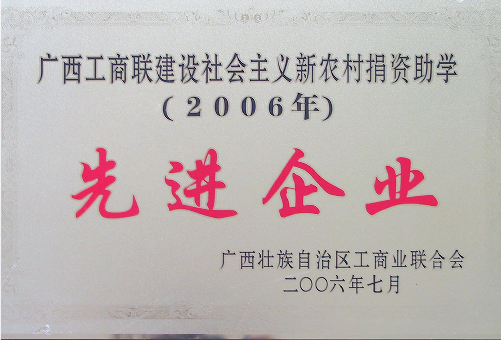 广西工商联建设社会主义新农村捐资助学
(2006年)
先进企业
广西壮族自治区工商业联合会
二〇〇六年七月